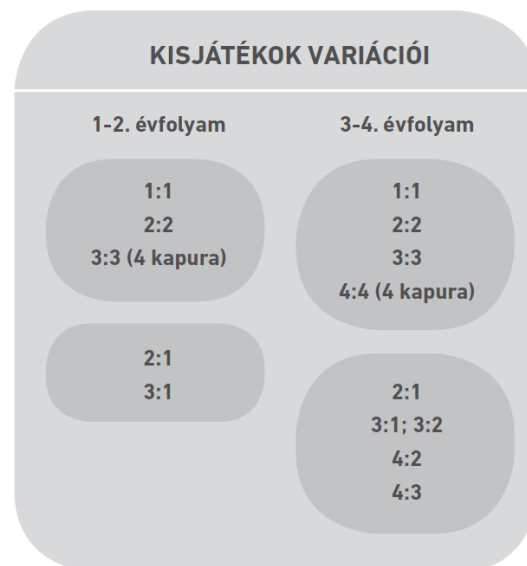 KISJÁTÉKOK VARIÁCIÓI
1-2. évfolyam
1:1
2:2
3:3 (4 kapura)
2:1
3:1
3-4. évfolyam
1:1
2:2
3:3
4:4 (4 kapura)
2:1
3:1; 3:2
4:2
4:3